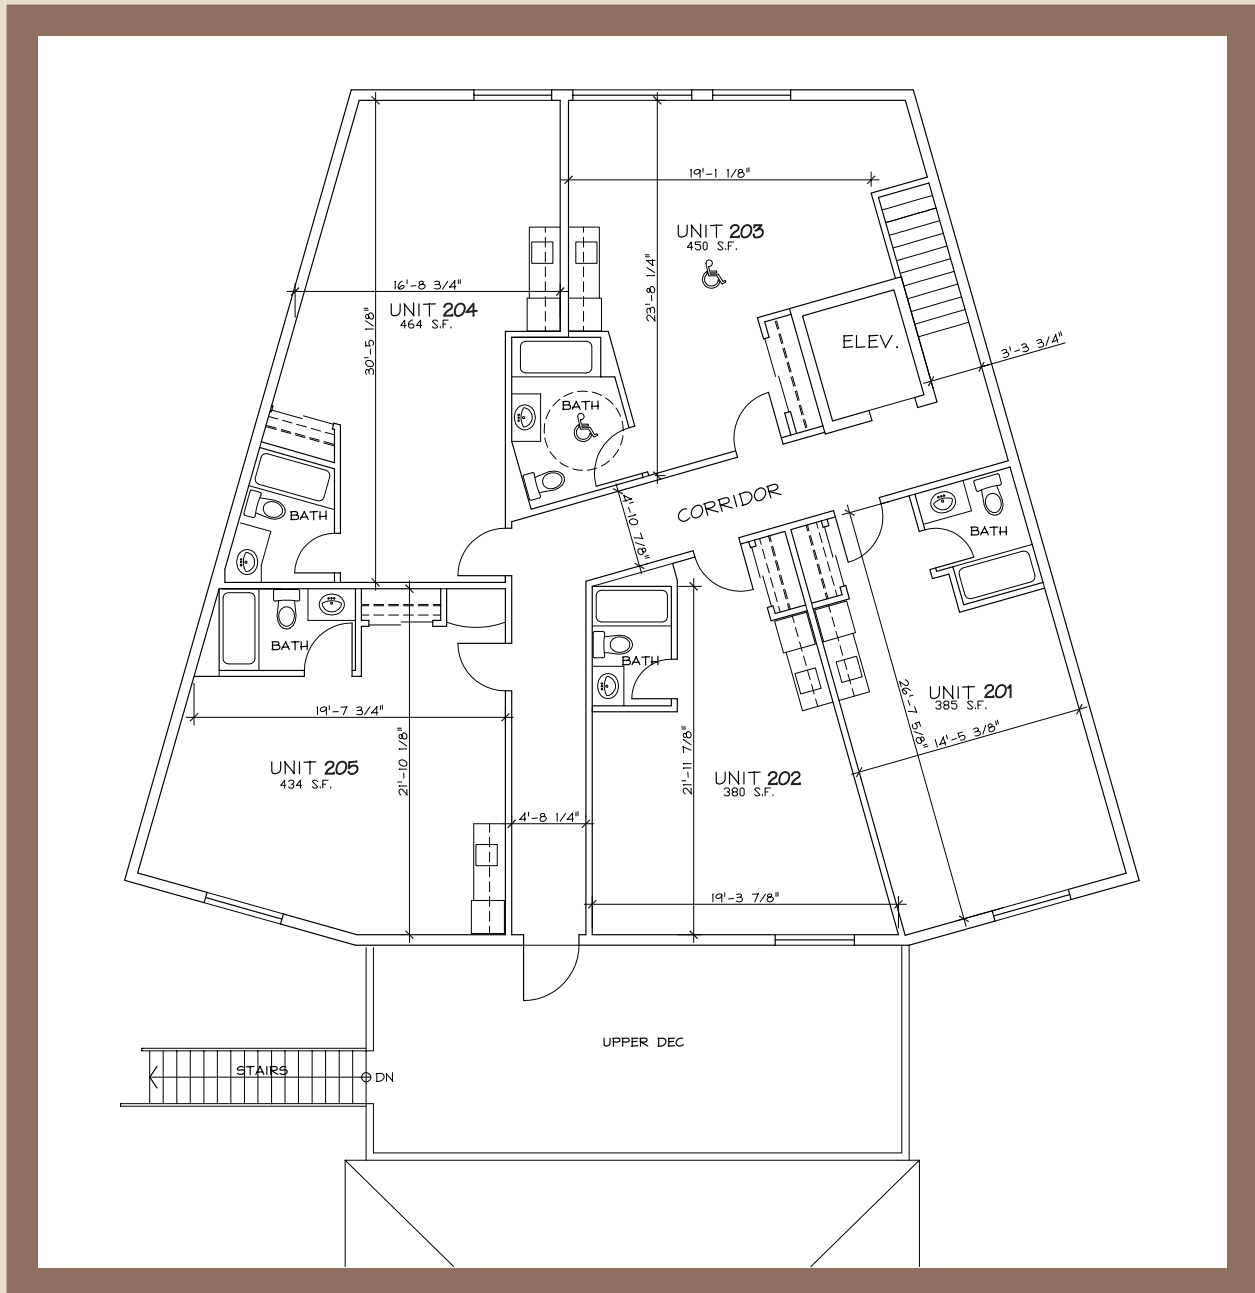 19'-1 1/8"
UNIT 203
450 S.F.
16'-8 3/4"
UNIT 204
464 S.F.
30'-5 1/8"
23'-8 1/4"
ELEV.
3'-3 3/4"
BATH
CORRIDOR
4'-10 7/8"
BATH
BATH
BATH
BATH
19'-7 3/4"
21'-10 1/8"
UNIT 205
434 S.F.
21'-11 7/8"
UNIT 202
380 S.F.
26'-7 5/8"
UNIT 201
385 S.F.
14'-5 3/8"
4'-8 1/4"
19'-3 7/8"
UPPER DEC
STAIRS
DN